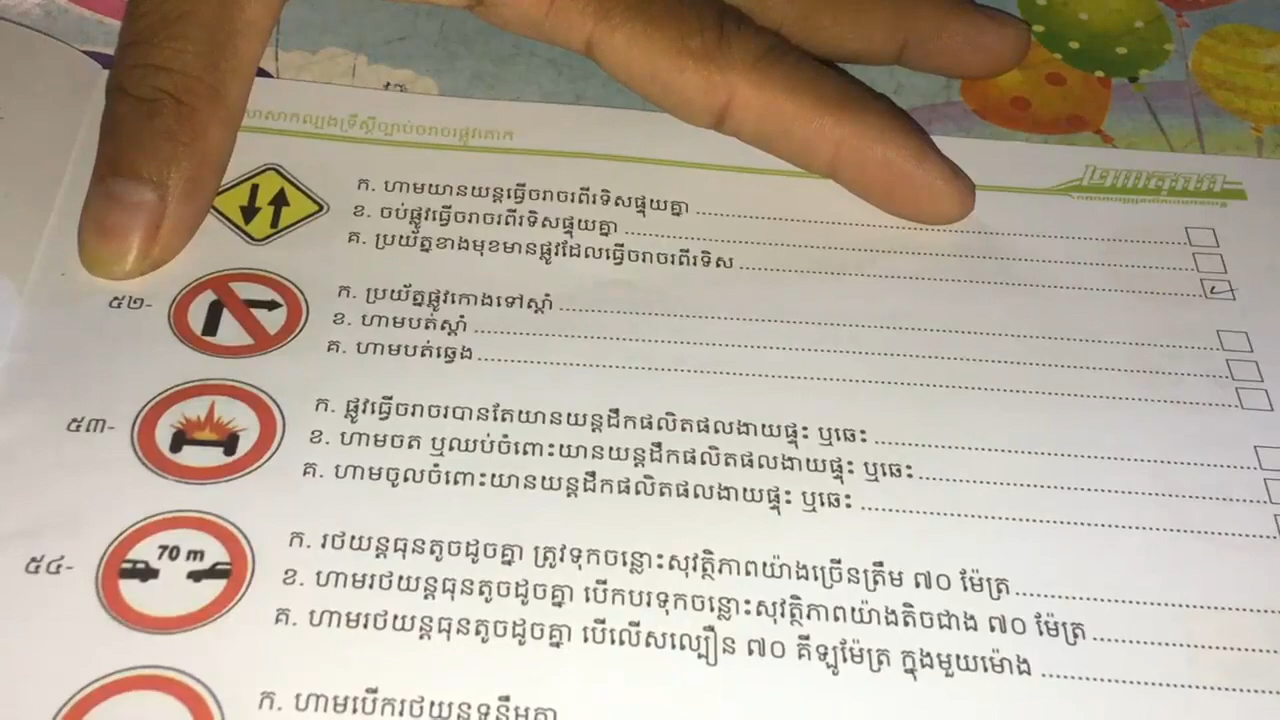 ក. ហាមយានយន្តធ្វើចរាចរពីរទិសផ្ទុយគ្នា
ខ. ចប់ផ្លូវធ្វើចរាចរពីរទិសផ្ទុយគ្នា
គ. ប្រយ័ត្នខាងមុខមានផ្លូវដែលធ្វើចរាចរពីរទិស
៥២-
ក. ប្រយ័ត្នផ្លូវកោងទៅស្ដាំ
ខ. ហាមបត់ស្ដាំ
គ. ហាមបត់ឆ្វេង
៥៣-
ក. ផ្លូវធ្វើចរាចរបានតែយានយន្តដឹកផលិតផលងាយផ្ទុះ ឬឆេះ
ខ. ហាមចត ឬឈប់ចំពោះយានយន្តដឹកផលិតផលងាយផ្ទុះ ឬឆេះ
គ. ហាមចូលចំពោះយានយន្តដឹកផលិតផលងាយផ្ទុះ ឬឆេះ
៥៤-
70 m
ក. រថយន្តធុនតូចដូចគ្នា ត្រូវទុកចន្លោះសុវត្ថិភាពយ៉ាងច្រើនត្រឹម ៧០ ម៉ែត្រ
ខ. ហាមរថយន្តធុនតូចដូចគ្នា បើកបរទុកចន្លោះសុវត្ថិភាពយ៉ាងតិចជាង ៧០ ម៉ែត្រ
គ. ហាមរថយន្តធុនតូចដូចគ្នា បើលើសល្បឿន ៧០ គីឡូម៉ែត្រ ក្នុងមួយម៉ោង
ក. ហាមបើករថយន្ត